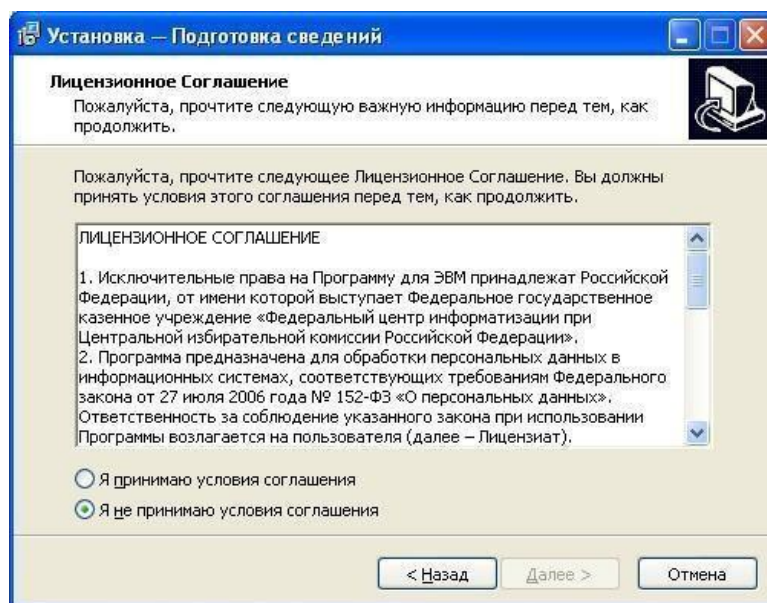 Установка — Подготовка сведений
Лицензионное Соглашение
Пожалуйста, прочтите следующую важную информацию перед тем, как
продолжить.
Пожалуйста, прочтите следующее Лицензионное Соглашение. Вы должны
принять условия этого соглашения перед тем, как продолжить.
ЛИЦЕНЗИОННОЕ СОГЛАШЕНИЕ
1. Исключительные права на Программу для ЭВМ принадлежат Российской
Федерации, от имени которой выступает Федеральное государственное
казенное учреждение «Федеральный центр информатизации при
Центральной избирательной комиссии Российской Федерации».
2. Программа предназначена для обработки персональных данных в
информационных системах, соответствующих требованиям Федерального
закона от 27 июля 2006 года № 152-ФЗ «О персональных данных».
Ответственность за соблюдение указанного закона при использовании
Программы возлагается на пользователя (далее – Лицензиат).
Я принимаю условия соглашения
Я не принимаю условия соглашения
< Назад
Далее >
Отмена